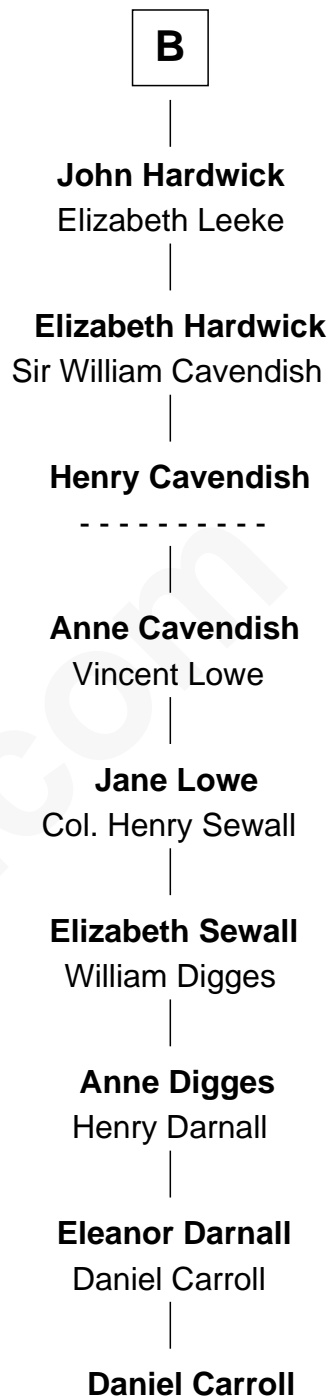 B
John Hardwick
Elizabeth Leeke
Elizabeth Hardwick
Sir William Cavendish
Henry Cavendish
- - - - - - - - - -
Anne Cavendish
Vincent Lowe
Jane Lowe
Col. Henry Sewall
Elizabeth Sewall
William Digges
Anne Digges
Henry Darnall
Eleanor Darnall
Daniel Carroll
Daniel Carroll